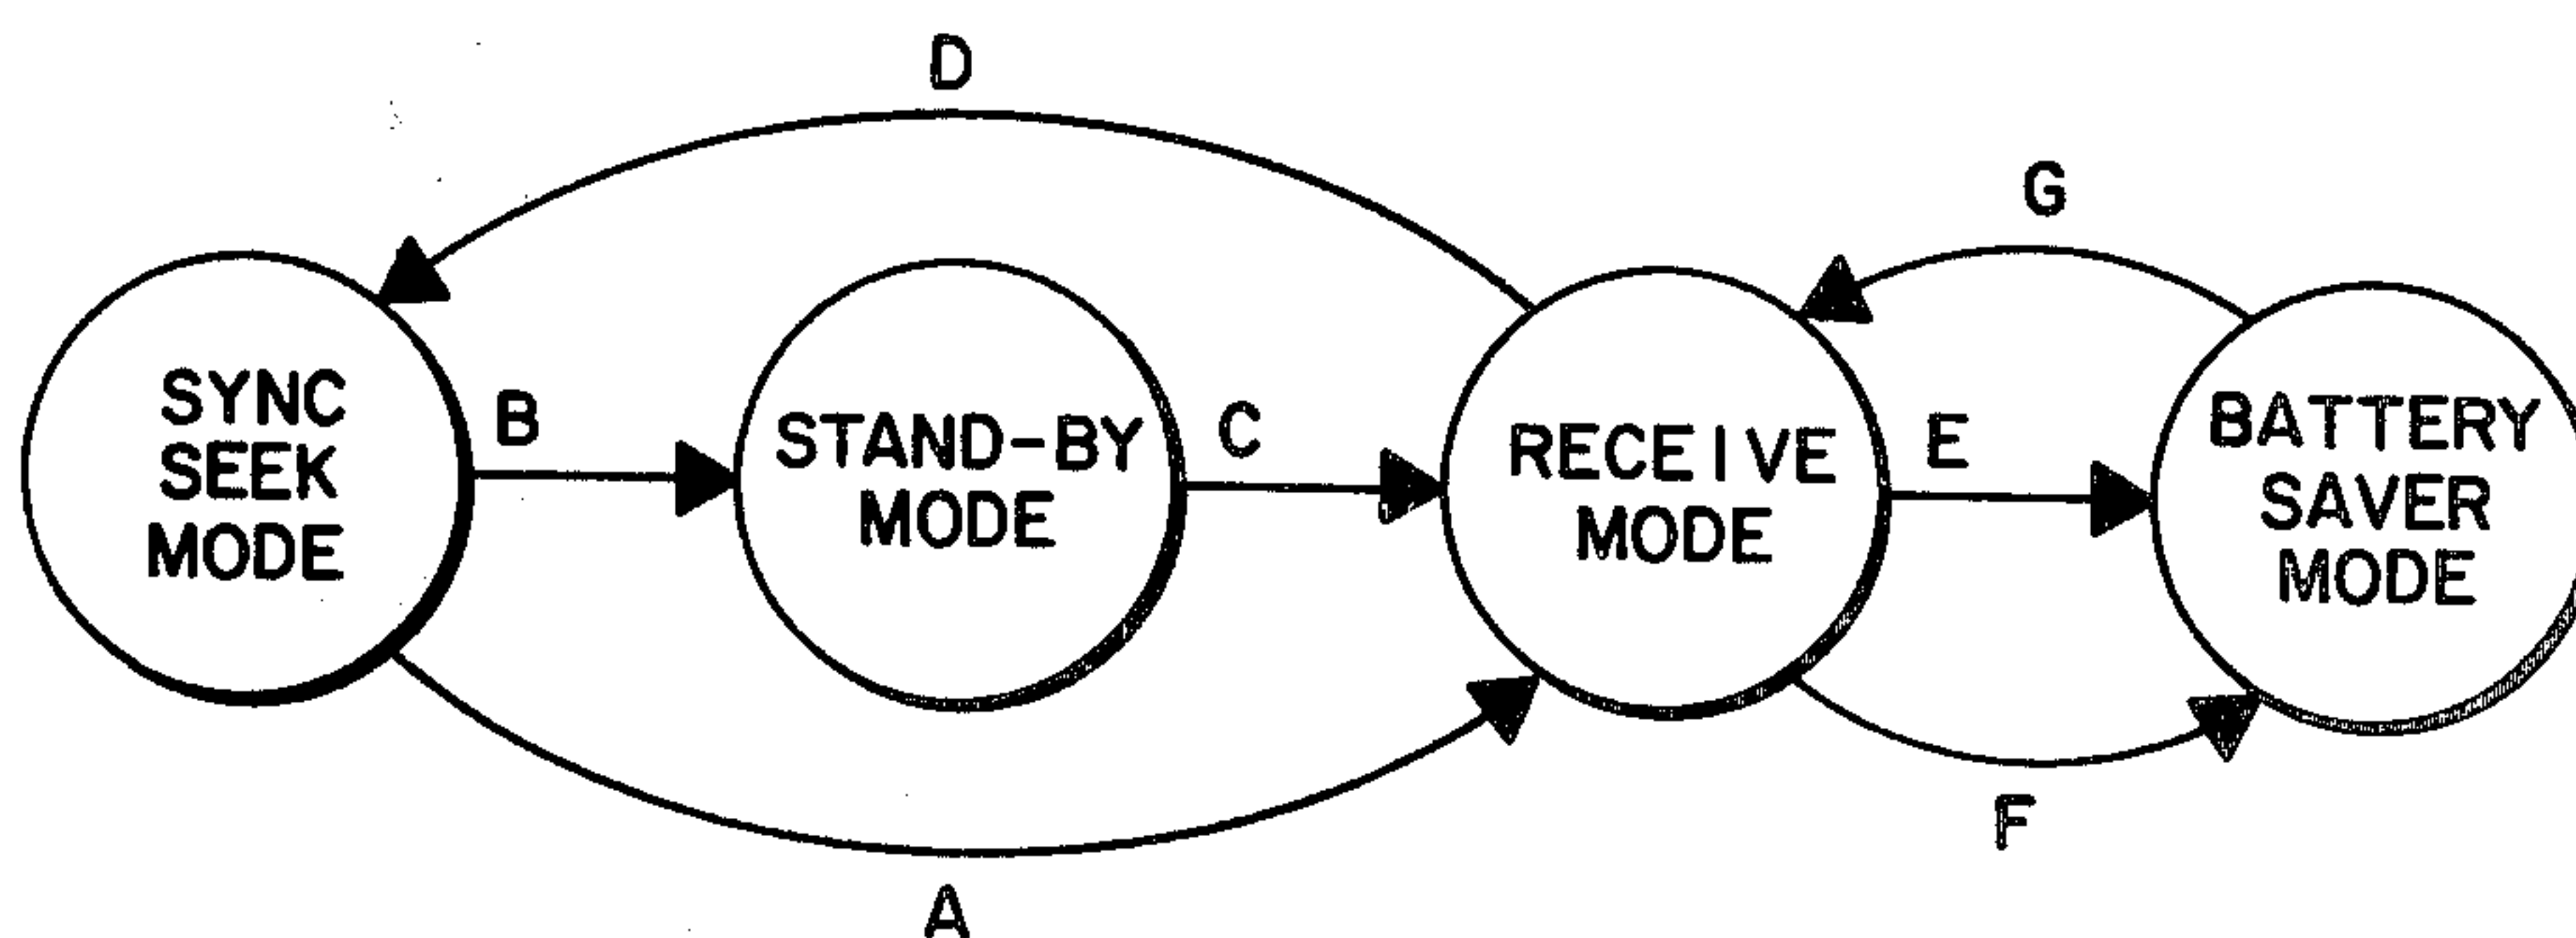 D
G
SYNC
SEEK
MODE
B
STAND-BY
MODE
C
RECEIVE
MODE
E
BATTERY
SAVER
MODE
F
A